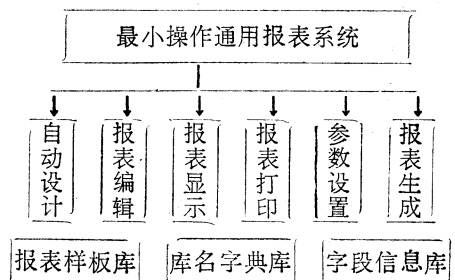 最小操作通用报表系统
自动设计
报表编辑
报表显示
报表打印
参数设置
报表生成
报表样板库
库名字典库
字段信息库